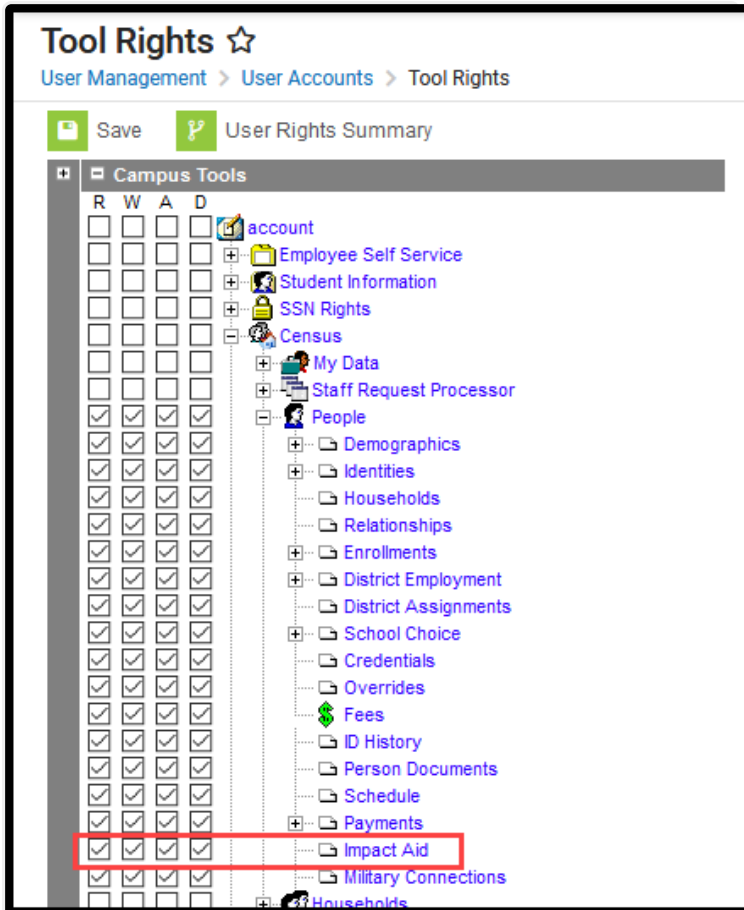 Tool Rights
User Management > User Accounts > Tool Rights
Save User Rights Summary
Campus Tools
R W A D
account
Employee Self Service
Student Information
SSN Rights
Census
My Data
Staff Request Processor
People
Demographics
Identities
Households
Relationships
Enrollments
District Employment
District Assignments
School Choice
Credentials
Overrides
Fees
ID History
Person Documents
Schedule
Payments
Impact Aid
Military Connections
Households